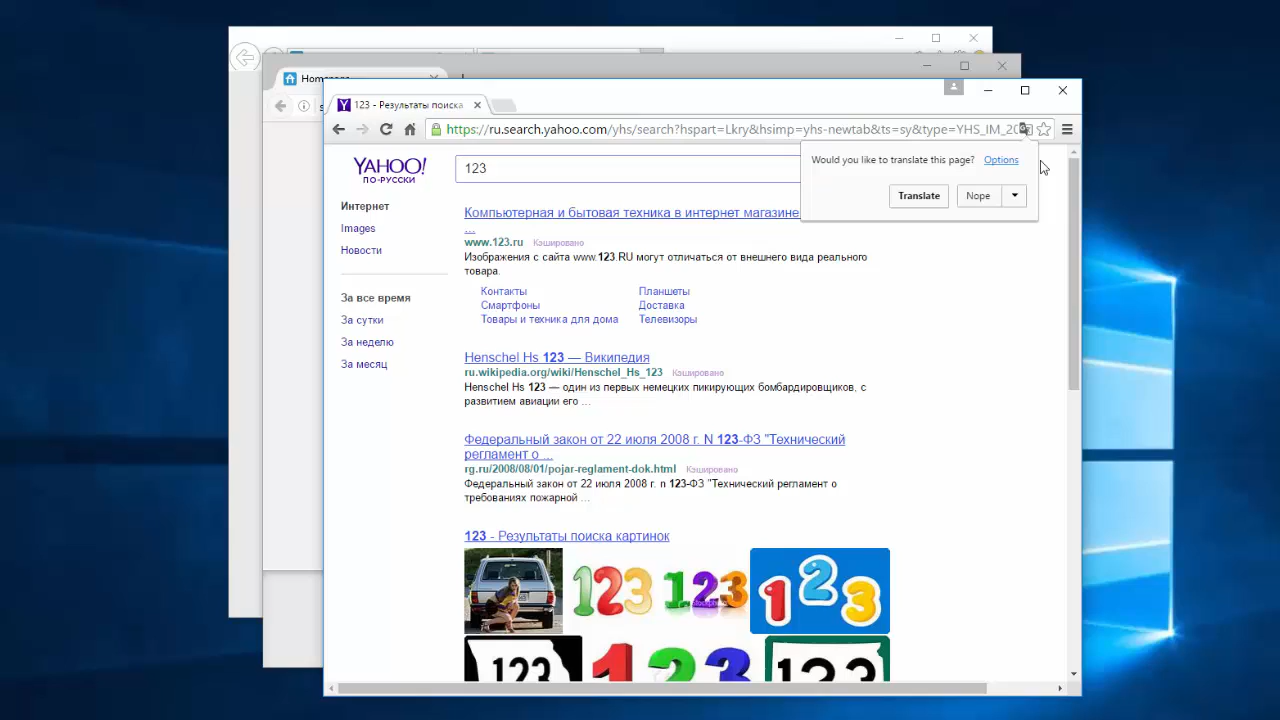 Homepage
123 - Результаты поиска
https://ru.search.yahoo.com/yhs/search?hspart=Lkry&hsimp=yhs-newtab&ts=sy&type=YHS_IM_20
Would you like to translate this page? Options
Translate
Nope
YAHOO!
ПО-РУССКИ
123
Интернет
Images
Новости
За все время
За сутки
За неделю
За месяц
Компьютерная и бытовая техника в интернет магазине
...
www.123.ru Кэшировано
Изображения с сайта www.123.RU могут отличаться от внешнего вида реального
товара.
Контакты Планшеты
Смартфоны Доставка
Товары и техника для дома Телевизоры
Henschel Hs 123 — Википедия
ru.wikipedia.org/wiki/Henschel_Hs_123 Кэшировано
Henschel Hs 123 — один из первых немецких пикирующих бомбардировщиков, с
развитием авиации его ...
Федеральный закон от 22 июля 2008 г. N 123-ФЗ "Технический
регламент о ...
rg.ru/2008/08/01/pojar-reglament-dok.html Кэшировано
Федеральный закон от 22 июля 2008 г. n 123-ФЗ "Технический регламент о
требованиях пожарной ...
123 - Результаты поиска картинок
123
123
123
123
123
123